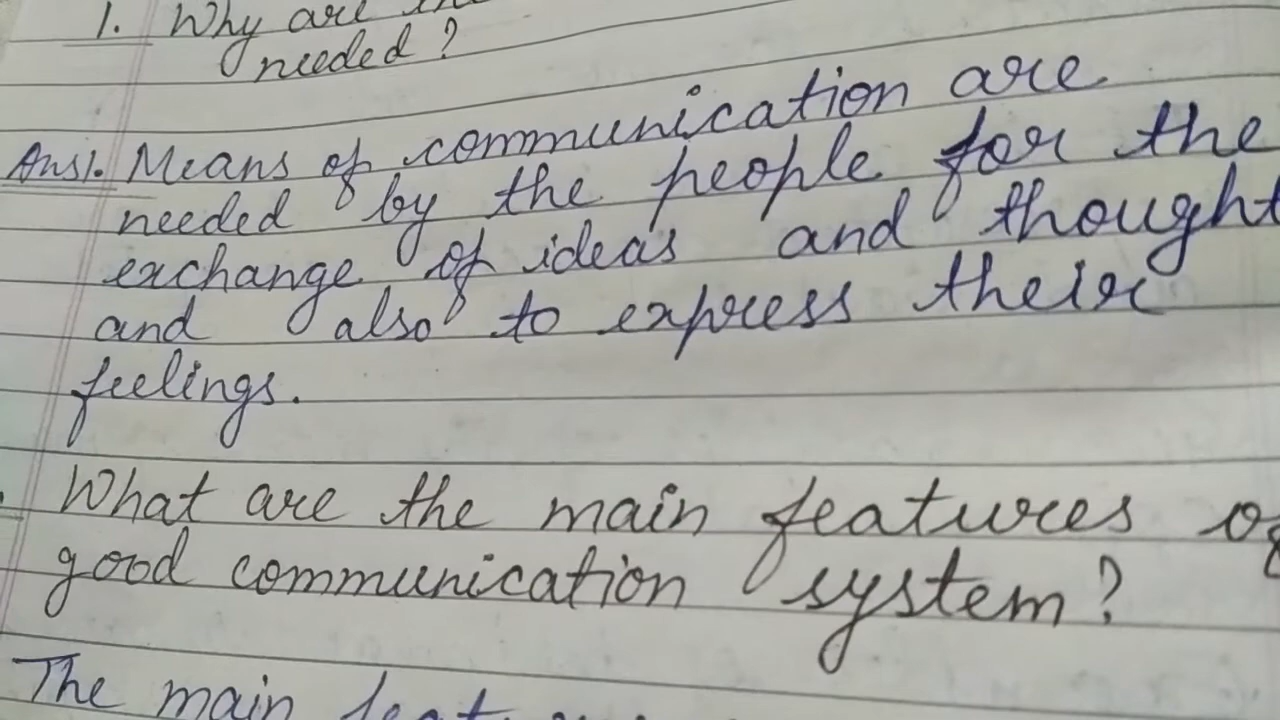 1. Why are
needed?
Ans1. Means of communication are
needed by the people for the
exchange of ideas and thought
and also to express their
feelings.
What are the main features of
good communication system?
The main